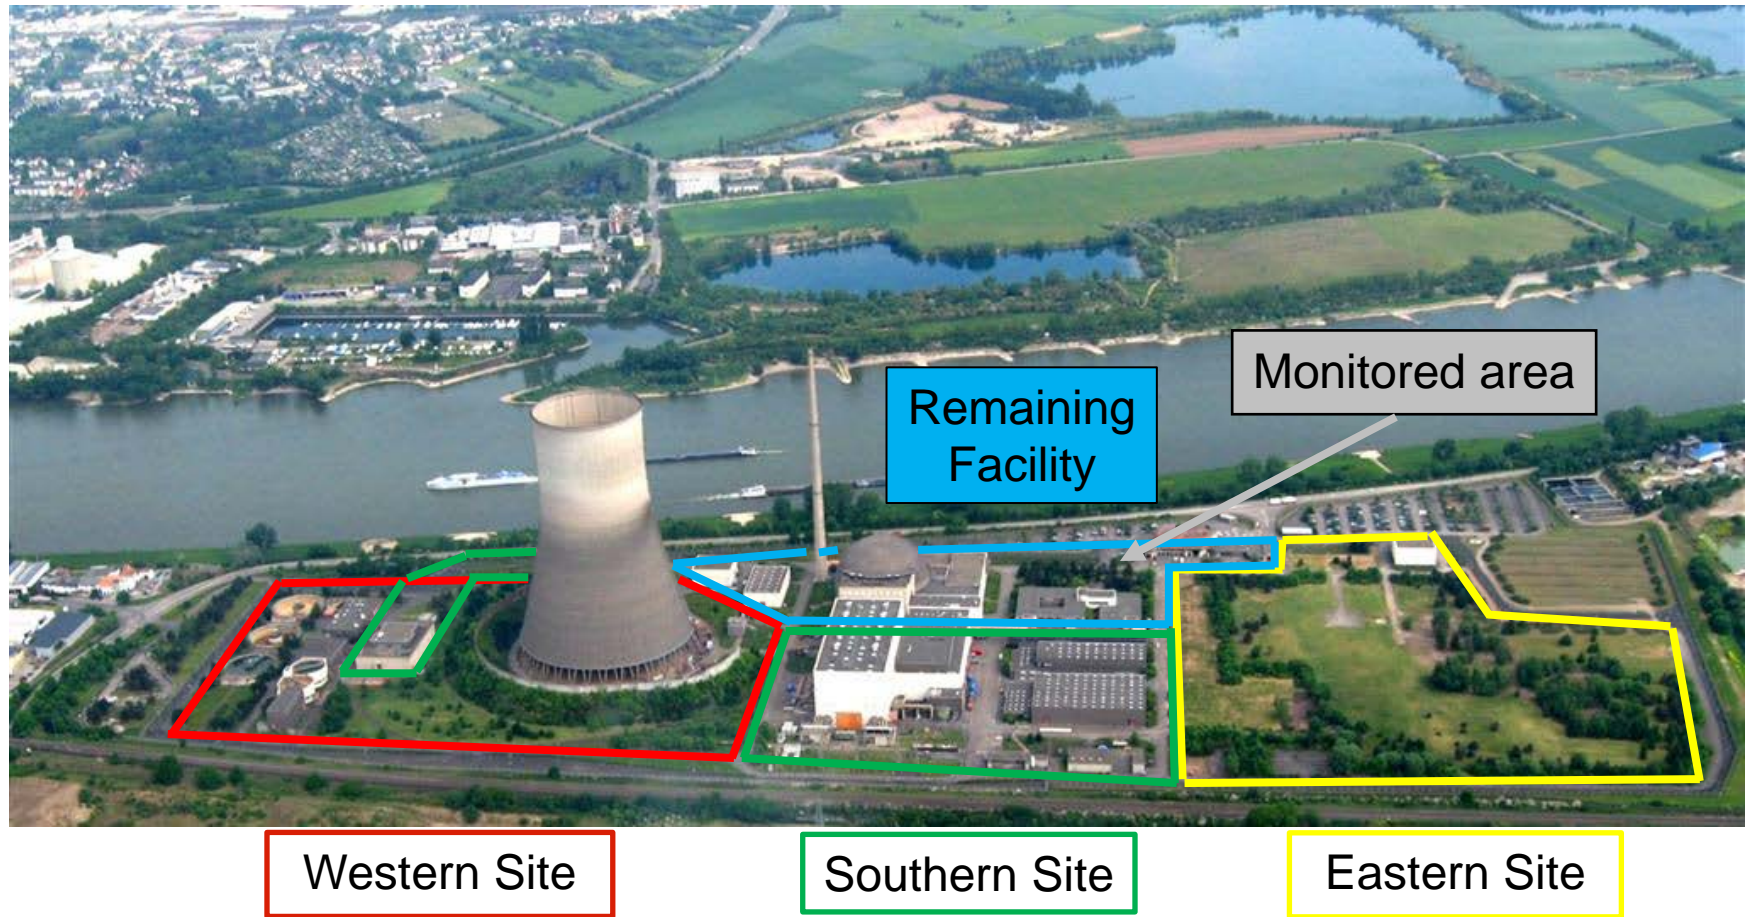 Monitored area
Remaining
Facility
Western Site
Southern Site
Eastern Site